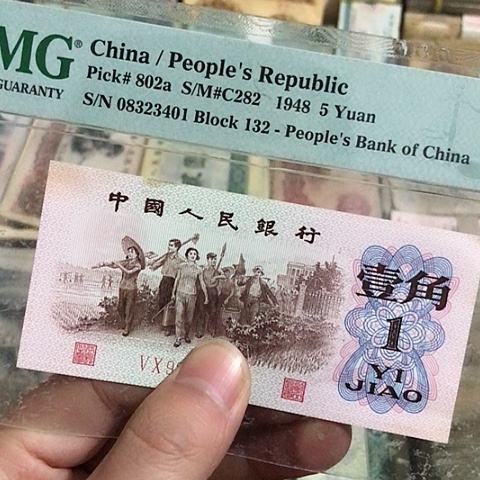 MG®
GUARANTY
China / People's Republic
Pick# 802a S/M#C282 1948 5 Yuan
S/N 08323401 Block 132 - People's Bank of China
中國人民銀行
壹角
1
YI
JIAO
VX9